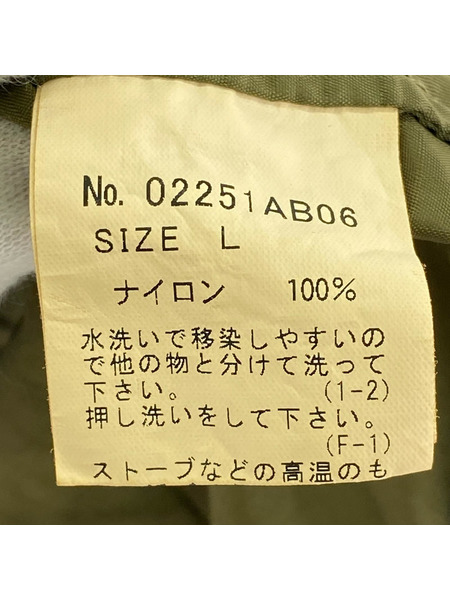 No. 02251AB06
SIZE L
ナイロン 100%
水洗いで移染しやすいの
で他の物と分けて洗って
下さい。 (1-2)
押し洗いをして下さい。
(F-1)
ストーブなどの高温のも